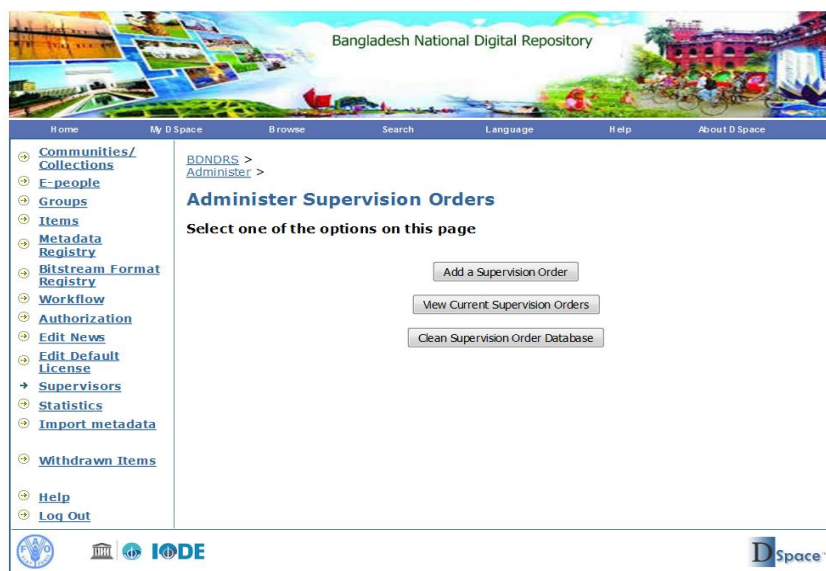 Bangladesh National Digital Repository
Home My DSpace Browse Search Language Help About DSpace
Communities/
Collections
E-people
Groups
Items
Metadata
Registry
Bitstream Format
Registry
Workflow
Authorization
Edit News
Edit Default
License
Supervisors
Statistics
Import metadata
Withdrawn Items
Help
Log Out
BDNDRS >
Administer >
Administer Supervision Orders
Select one of the options on this page
Add a Supervision Order
View Current Supervision Orders
Clean Supervision Order Database
IODE
DSpace